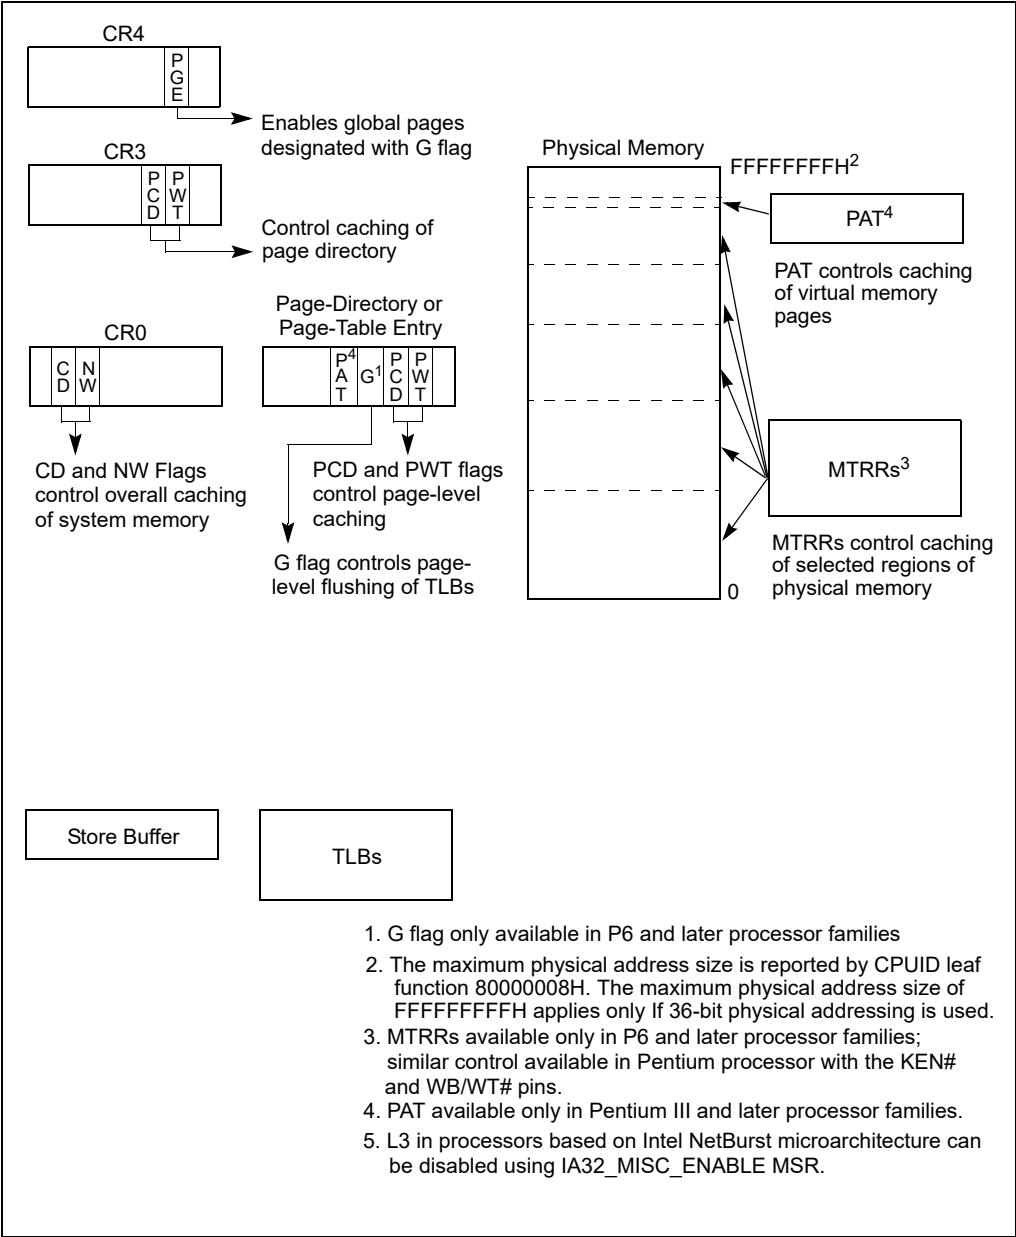 CR4
PGE
Enables global pages
designated with G flag
CR3
PCD PWT
Control caching of
page directory
Page-Directory or
Page-Table Entry
CR0
CD NW
PAT⁴ G¹ PCD PWT
CD and NW Flags
control overall caching
of system memory
PCD and PWT flags
control page-level
caching
G flag controls page-
level flushing of TLBs
Physical Memory
FFFFFFFFH²
PAT⁴
PAT controls caching
of virtual memory
pages
MTRRs³
MTRRs control caching
of selected regions of
physical memory
0
Store Buffer
TLBs
1. G flag only available in P6 and later processor families
2. The maximum physical address size is reported by CPUID leaf
function 80000008H. The maximum physical address size of
FFFFFFFFFH applies only If 36-bit physical addressing is used.
3. MTRRs available only in P6 and later processor families;
similar control available in Pentium processor with the KEN#
and WB/WT# pins.
4. PAT available only in Pentium III and later processor families.
5. L3 in processors based on Intel NetBurst microarchitecture can
be disabled using IA32_MISC_ENABLE MSR.